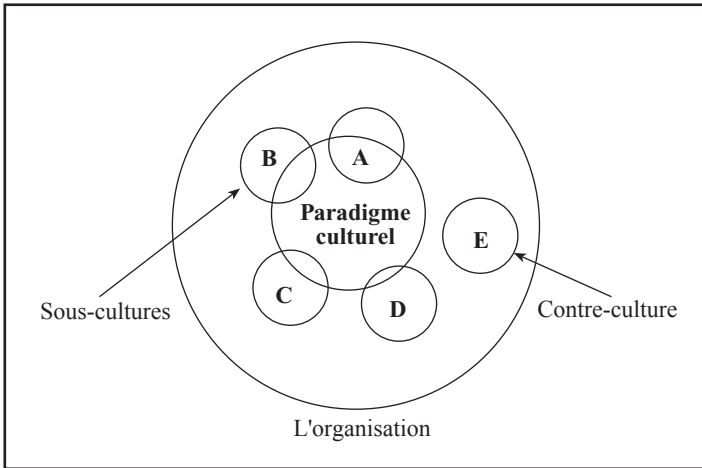 B
A
Paradigme
culturel
E
C
D
Sous-cultures
Contre-culture
L'organisation